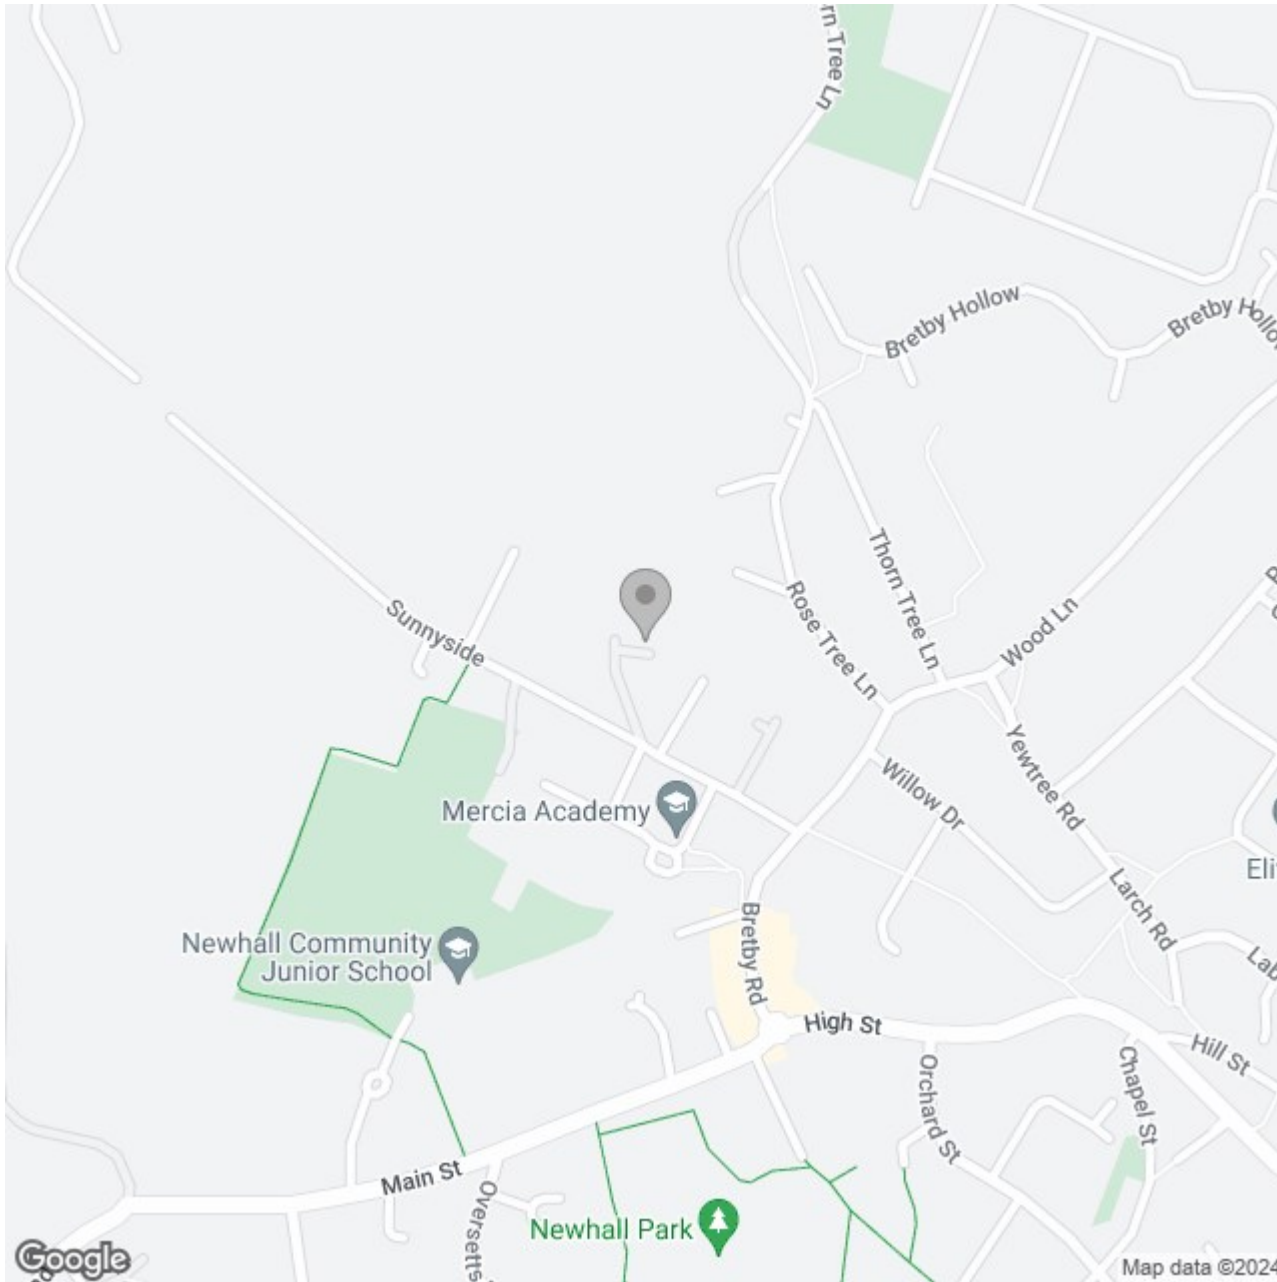 rn Tree Ln
Bretby Hollow
Bretby Hollow
Sunnyside
Thorn Tree Ln
Rose Tree Ln
Wood Ln
Yewtree Rd
Willow Dr
Mercia Academy
Larch Rd
Newhall Community
Junior School
Bretby Rd
High St
Hill St
Orchard St
Chapel St
Main St
Newhall Park
Google
Map data ©2024